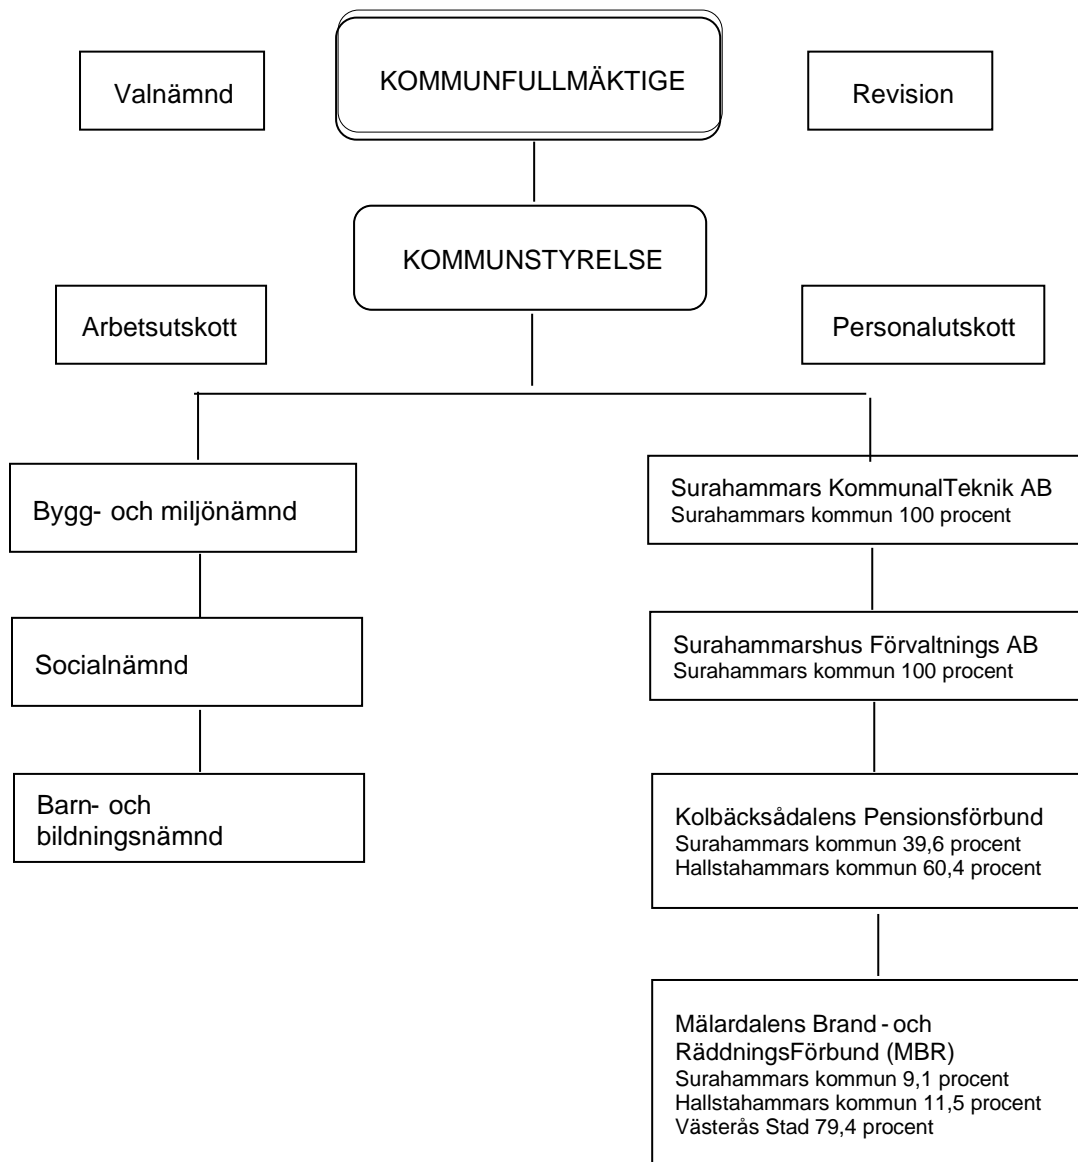 Valnämnd
KOMMUNFULLMÄKTIGE
Revision
KOMMUNSTYRELSE
Arbetsutskott
Personalutskott
Bygg- och miljönämnd
Socialnämnd
Barn- och
bildningsnämnd
Surahammars KommunalTeknik AB
Surahammars kommun 100 procent
Surahammarshus Förvaltnings AB
Surahammars kommun 100 procent
Kolbäcksådalens Pensionsförbund
Surahammars kommun 39,6 procent
Hallstahammars kommun 60,4 procent
Mälardalens Brand - och
RäddningsFörbund (MBR)
Surahammars kommun 9,1 procent
Hallstahammars kommun 11,5 procent
Västerås Stad 79,4 procent